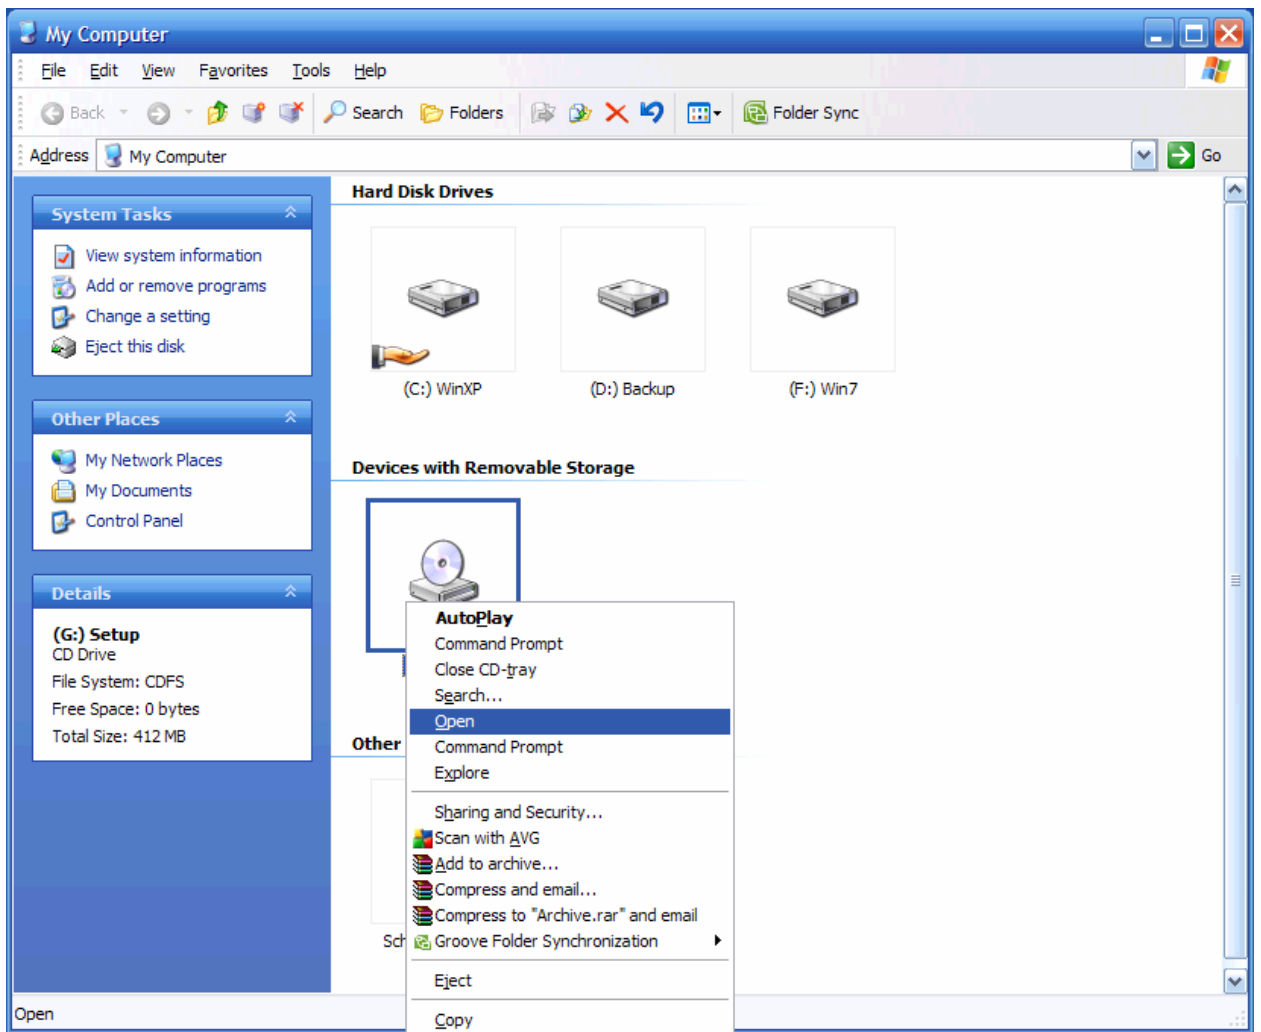 My Computer
File Edit View Favorites Tools Help
Back Search Folders Folder Sync
Address My Computer Go
System Tasks
View system information
Add or remove programs
Change a setting
Eject this disk
Other Places
My Network Places
My Documents
Control Panel
Details
(G:) Setup
CD Drive
File System: CDFS
Free Space: 0 bytes
Total Size: 412 MB
Hard Disk Drives
(C:) WinXP (D:) Backup (F:) Win7
Devices with Removable Storage
Other
Sch
AutoPlay
Command Prompt
Close CD-tray
Search...
Open
Command Prompt
Explore
Sharing and Security...
Scan with AVG
Add to archive...
Compress and email...
Compress to "Archive.rar" and email
Groove Folder Synchronization
Eject
Copy
Open